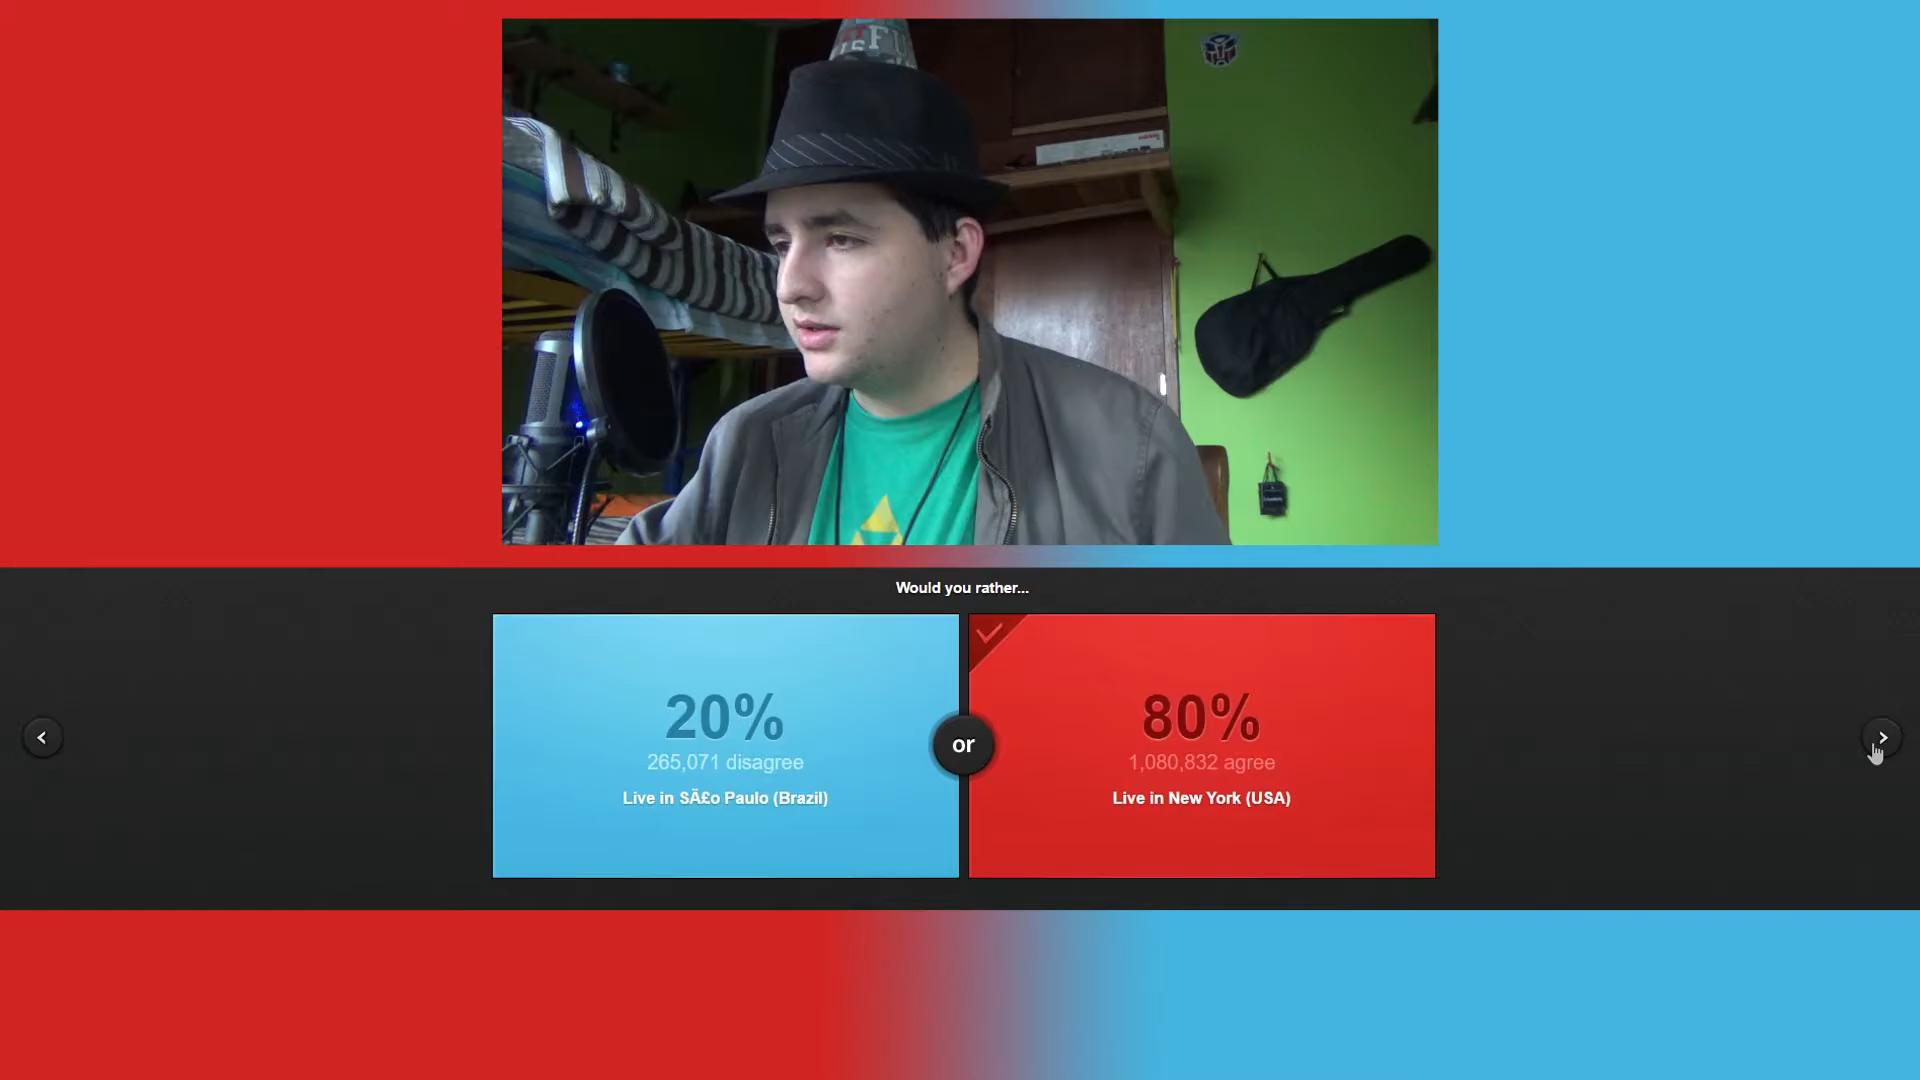 Would you rather...
20%
265,071 disagree
Live in SÃ£o Paulo (Brazil)
or
80%
1,080,832 agree
Live in New York (USA)